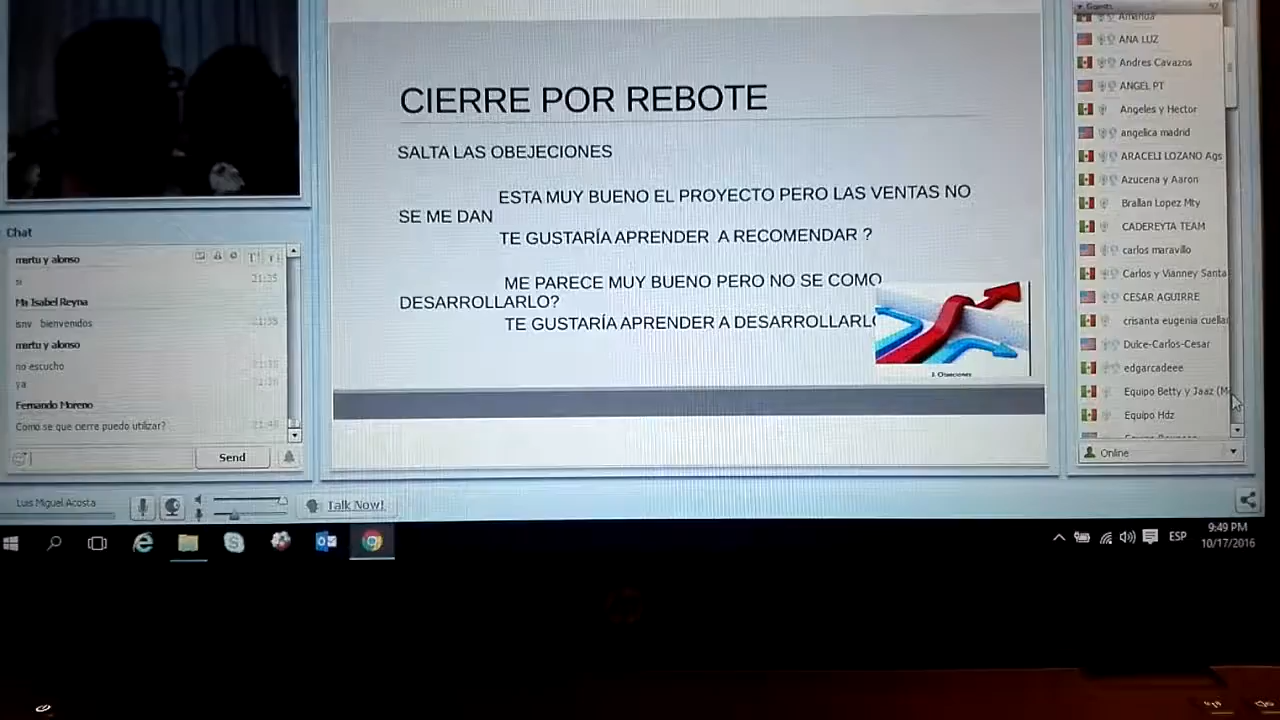 CIERRE POR REBOTE
SALTA LAS OBEJECIONES
ESTA MUY BUENO EL PROYECTO PERO LAS VENTAS NO
SE ME DAN
TE GUSTARÍA APRENDER A RECOMENDAR ?
ME PARECE MUY BUENO PERO NO SE COMO
DESARROLLARLO?
TE GUSTARÍA APRENDER A DESARROLLARLO
Chat
martu y alonso
si
21:35
Ma Isabel Reyna
bienvenidos
martu y alonso
no escucho
ya
Fernando Moreno
Como se que cierre puedo utilizar?
Send
Luis Miguel Acosta
Talk Now!
Guests
Amanda
ANA LUZ
Andres Cavazos
ANGEL PT
Angeles y Hector
angelica madrid
ARACELI LOZANO Ags
Azucena y Aaron
Brallan Lopez Mty
CADEREYTA TEAM
carlos maravillo
Carlos y Vianney Santa
CESAR AGUIRRE
crisanta eugenia cuella
Dulce-Carlos-Cesar
edgarcadeee
Equipo Betty y Jaaz (M
Equipo Hdz
Online
ESP
9:49 PM
10/17/2016